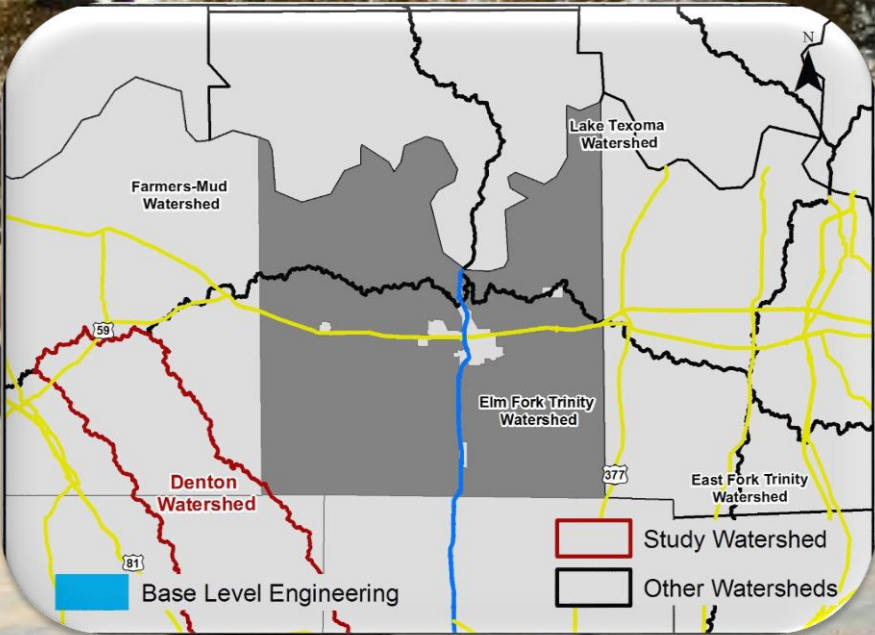 N
Lake Texoma
Watershed
Farmers-Mud
Watershed
59
Elm Fork Trinity
Watershed
377
East Fork Trinity
Watershed
Denton
Watershed
81
Study Watershed
Base Level Engineering
Other Watersheds